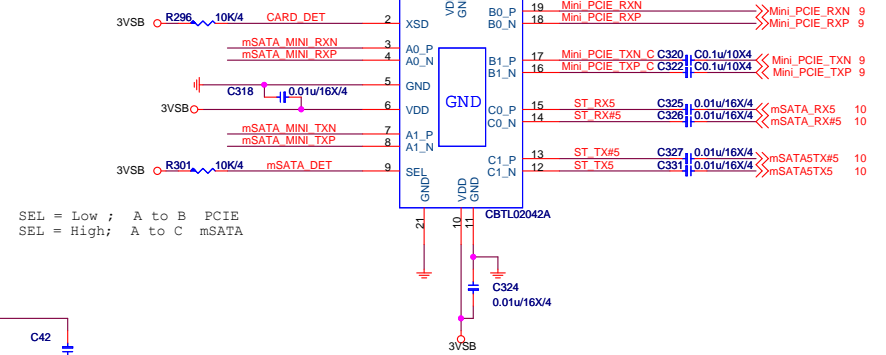 VD
GN
3VSB R296 10K/4 CARD_DET 2 XSD
mSATA_MINI_RXN 3 A0_P
mSATA_MINI_RXP 4 A0_N
5 GND
C318 0.01u/16X/4
3VSB 6 VDD
mSATA_MINI_TXN 7 A1_P
mSATA_MINI_TXP 8 A1_N
3VSB R301 10K/4 mSATA_DET 9 SEL
GND
B0_P 19 Mini_PCIE_RXN Mini_PCIE_RXN 9
B0_N 18 Mini_PCIE_RXP Mini_PCIE_RXP 9
B1_P 17 Mini_PCIE_TXN_C C320 C0.1u/10X4 Mini_PCIE_TXN 9
B1_N 16 Mini_PCIE_TXP_C C322 C0.1u/10X4 Mini_PCIE_TXP 9
C0_P 15 ST_RX5 C325 0.01u/16X/4 mSATA_RX5 10
C0_N 14 ST_RX#5 C326 0.01u/16X/4 mSATA_RX#5 10
C1_P 13 ST_TX#5 C327 0.01u/16X/4 mSATA5TX#5 10
C1_N 12 ST_TX5 C331 0.01u/16X/4 mSATA5TX5 10
GND VDD GND
21 10 11
CBTL02042A
SEL = Low ; A to B PCIE
SEL = High; A to C mSATA
C324
0.01u/16X/4
3VSB
C42